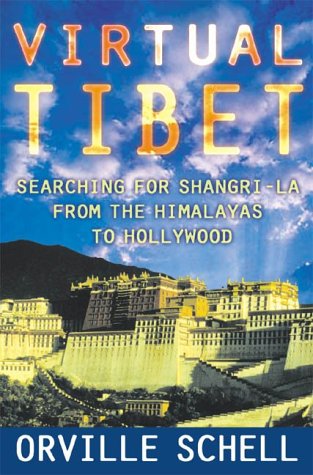 VIRTUAL
TIBET
SEARCHING FOR SHANGRI-LA
FROM THE HIMALAYAS
TO HOLLYWOOD
ORVILLE SCHELL